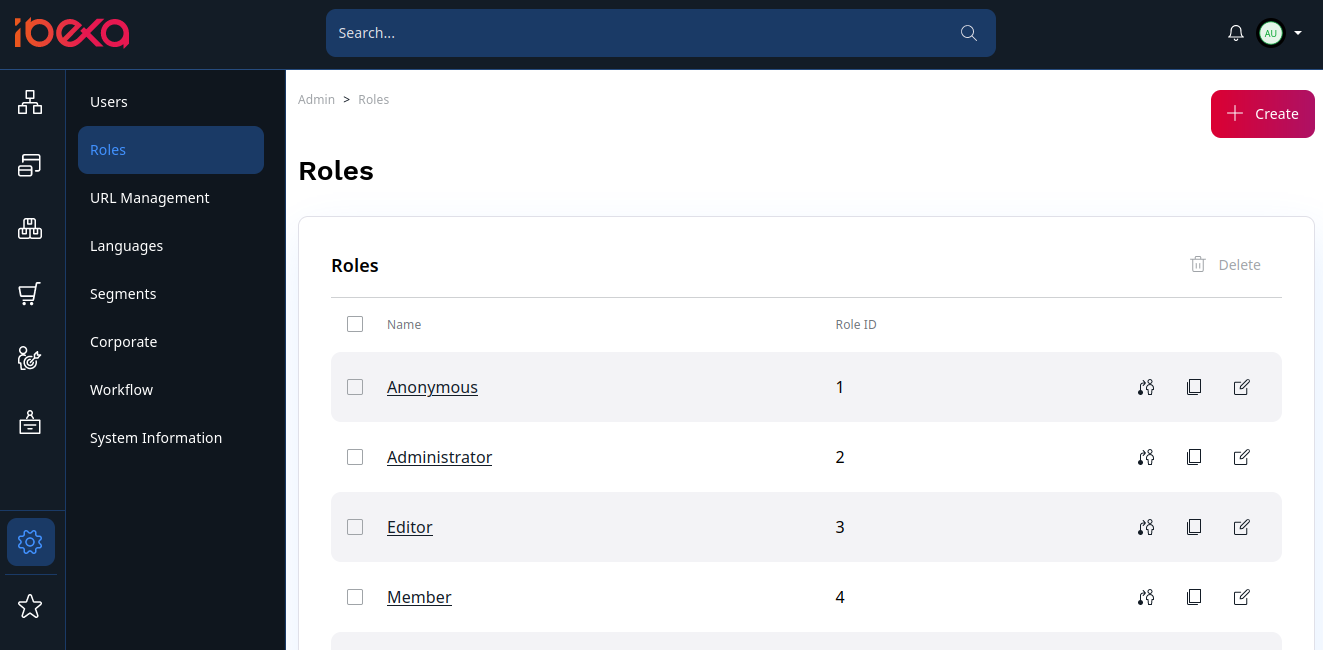 ibexa
Search...
AU
Users
Roles
URL Management
Languages
Segments
Corporate
Workflow
System Information
Admin > Roles
Create
Roles
Roles
Delete
Name Role ID
Anonymous 1
Administrator 2
Editor 3
Member 4